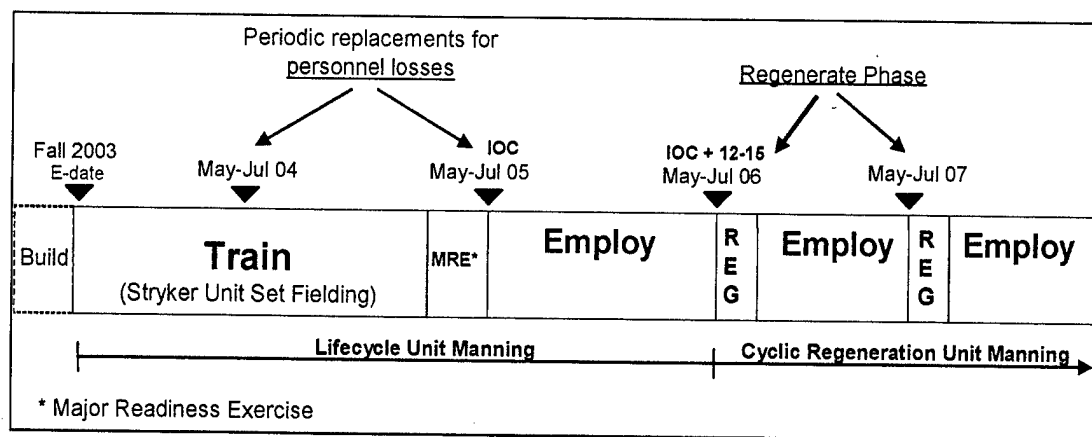 Periodic replacements for
personnel losses
Regenerate Phase
Fall 2003
E-date
May-Jul 04
IOC
May-Jul 05
IOC + 12-15
May-Jul 06
May-Jul 07
Build
Train
(Stryker Unit Set Fielding)
MRE*
Employ
REG
Employ
REG
Employ
Lifecycle Unit Manning
Cyclic Regeneration Unit Manning
* Major Readiness Exercise